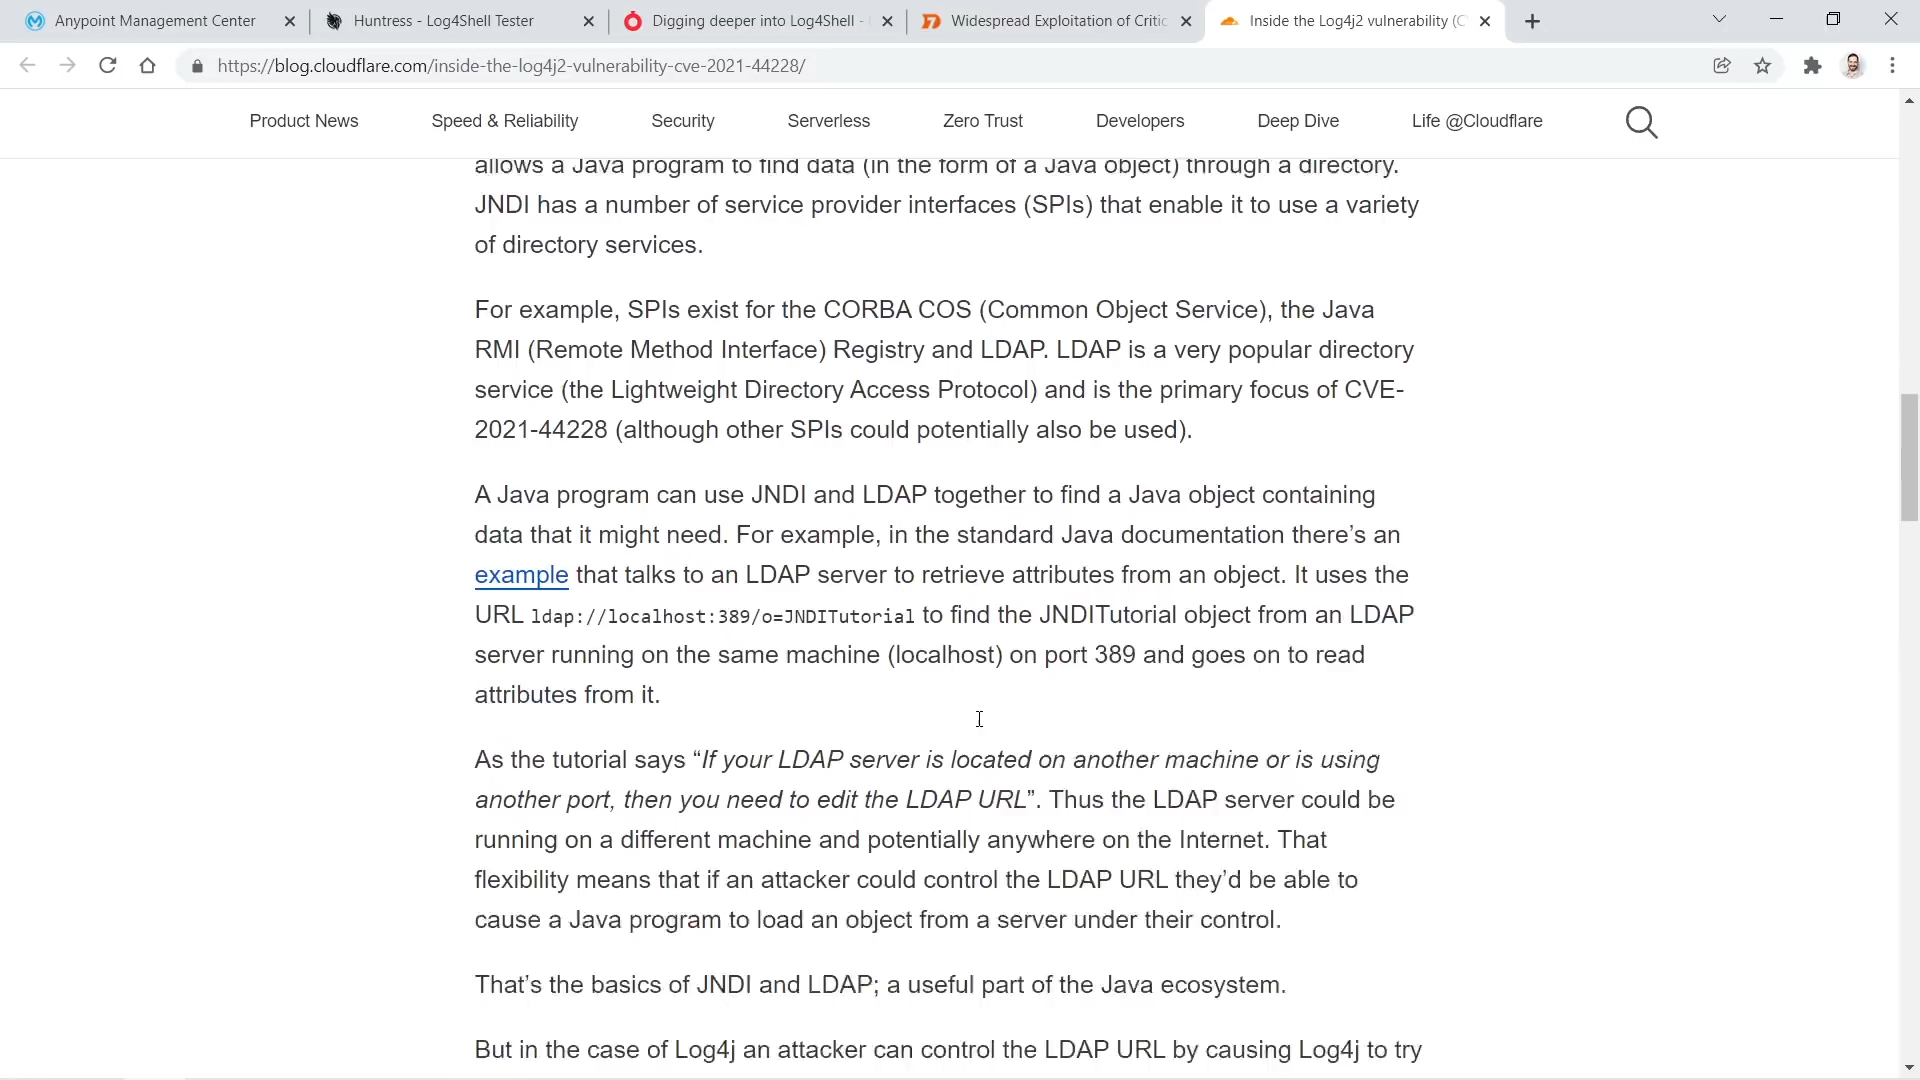 Anypoint Management Center
Huntress - Log4Shell Tester
Digging deeper into Log4Shell -
Widespread Exploitation of Critic
Inside the Log4j2 vulnerability (C
https://blog.cloudflare.com/inside-the-log4j2-vulnerability-cve-2021-44228/
Product News Speed & Reliability Security Serverless Zero Trust Developers Deep Dive Life @Cloudflare
allows a Java program to find data (in the form of a Java object) through a directory.
JNDI has a number of service provider interfaces (SPIs) that enable it to use a variety
of directory services.
For example, SPIs exist for the CORBA COS (Common Object Service), the Java
RMI (Remote Method Interface) Registry and LDAP. LDAP is a very popular directory
service (the Lightweight Directory Access Protocol) and is the primary focus of CVE-
2021-44228 (although other SPIs could potentially also be used).
A Java program can use JNDI and LDAP together to find a Java object containing
data that it might need. For example, in the standard Java documentation there’s an
example that talks to an LDAP server to retrieve attributes from an object. It uses the
URL ldap://localhost:389/o=JNDITutorial to find the JNDITutorial object from an LDAP
server running on the same machine (localhost) on port 389 and goes on to read
attributes from it.
As the tutorial says “If your LDAP server is located on another machine or is using
another port, then you need to edit the LDAP URL”. Thus the LDAP server could be
running on a different machine and potentially anywhere on the Internet. That
flexibility means that if an attacker could control the LDAP URL they’d be able to
cause a Java program to load an object from a server under their control.
That’s the basics of JNDI and LDAP; a useful part of the Java ecosystem.
But in the case of Log4j an attacker can control the LDAP URL by causing Log4j to try